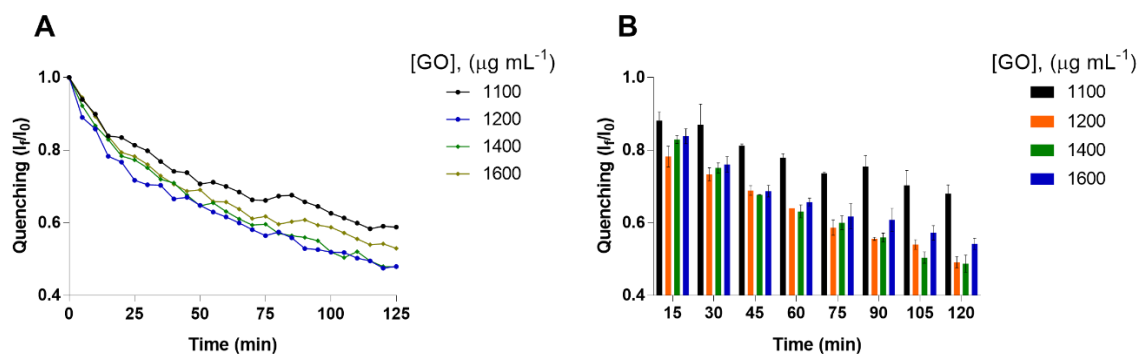 A
[GO], (μg mL⁻¹)
1100
1200
1400
1600
Quenching (I_f/I_0)
1.0
0.8
0.6
0.4
0 25 50 75 100 125
Time (min)
B
[GO], (μg mL⁻¹)
1100
1200
1400
1600
Quenching (I_f/I_0)
1.0
0.8
0.6
0.4
15 30 45 60 75 90 105 120
Time (min)